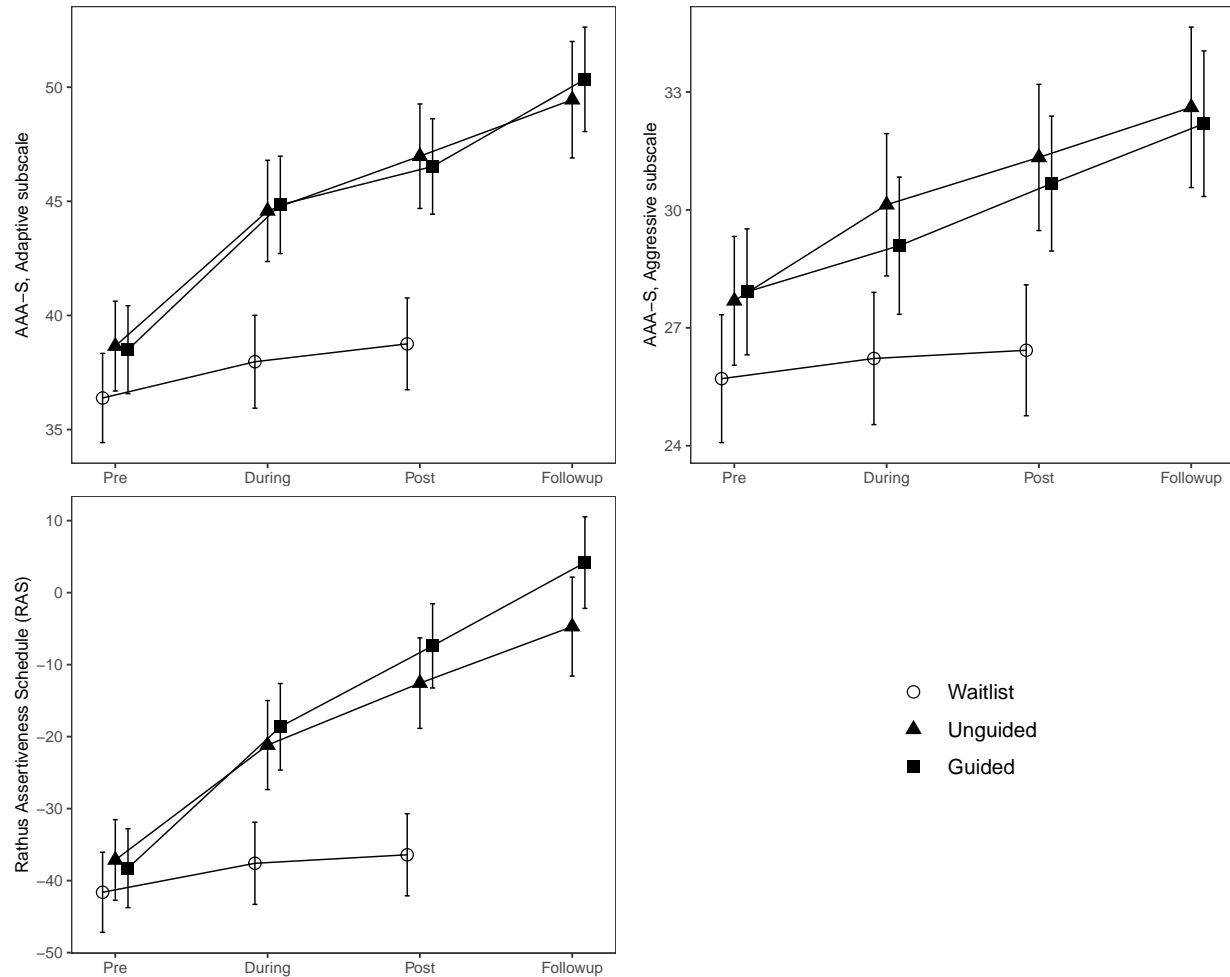 AAA−S, Adaptive subscale
50
45
40
35
Pre During Post Followup
AAA−S, Aggressive subscale
33
30
27
24
Pre During Post Followup
Rathus Assertiveness Schedule (RAS)
10
0
−10
−20
−30
−40
−50
Pre During Post Followup
Waitlist
Unguided
Guided